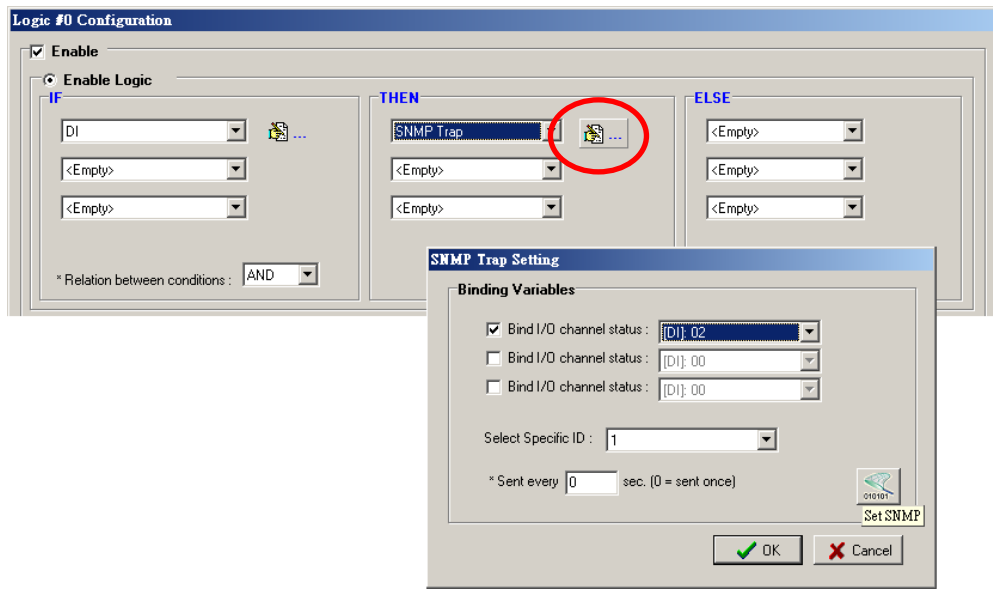 Logic #0 Configuration
Enable
Enable Logic
IF
DI
...
<Empty>
<Empty>
* Relation between conditions : AND
THEN
SNMP Trap
...
<Empty>
<Empty>
ELSE
<Empty>
<Empty>
<Empty>
SNMP Trap Setting
Binding Variables
Bind I/O channel status : [DI]: 02
Bind I/O channel status : [DI]: 00
Bind I/O channel status : [DI]: 00
Select Specific ID : 1
* Sent every 0 sec. (0 = sent once)
010101
Set SNMP
OK
Cancel